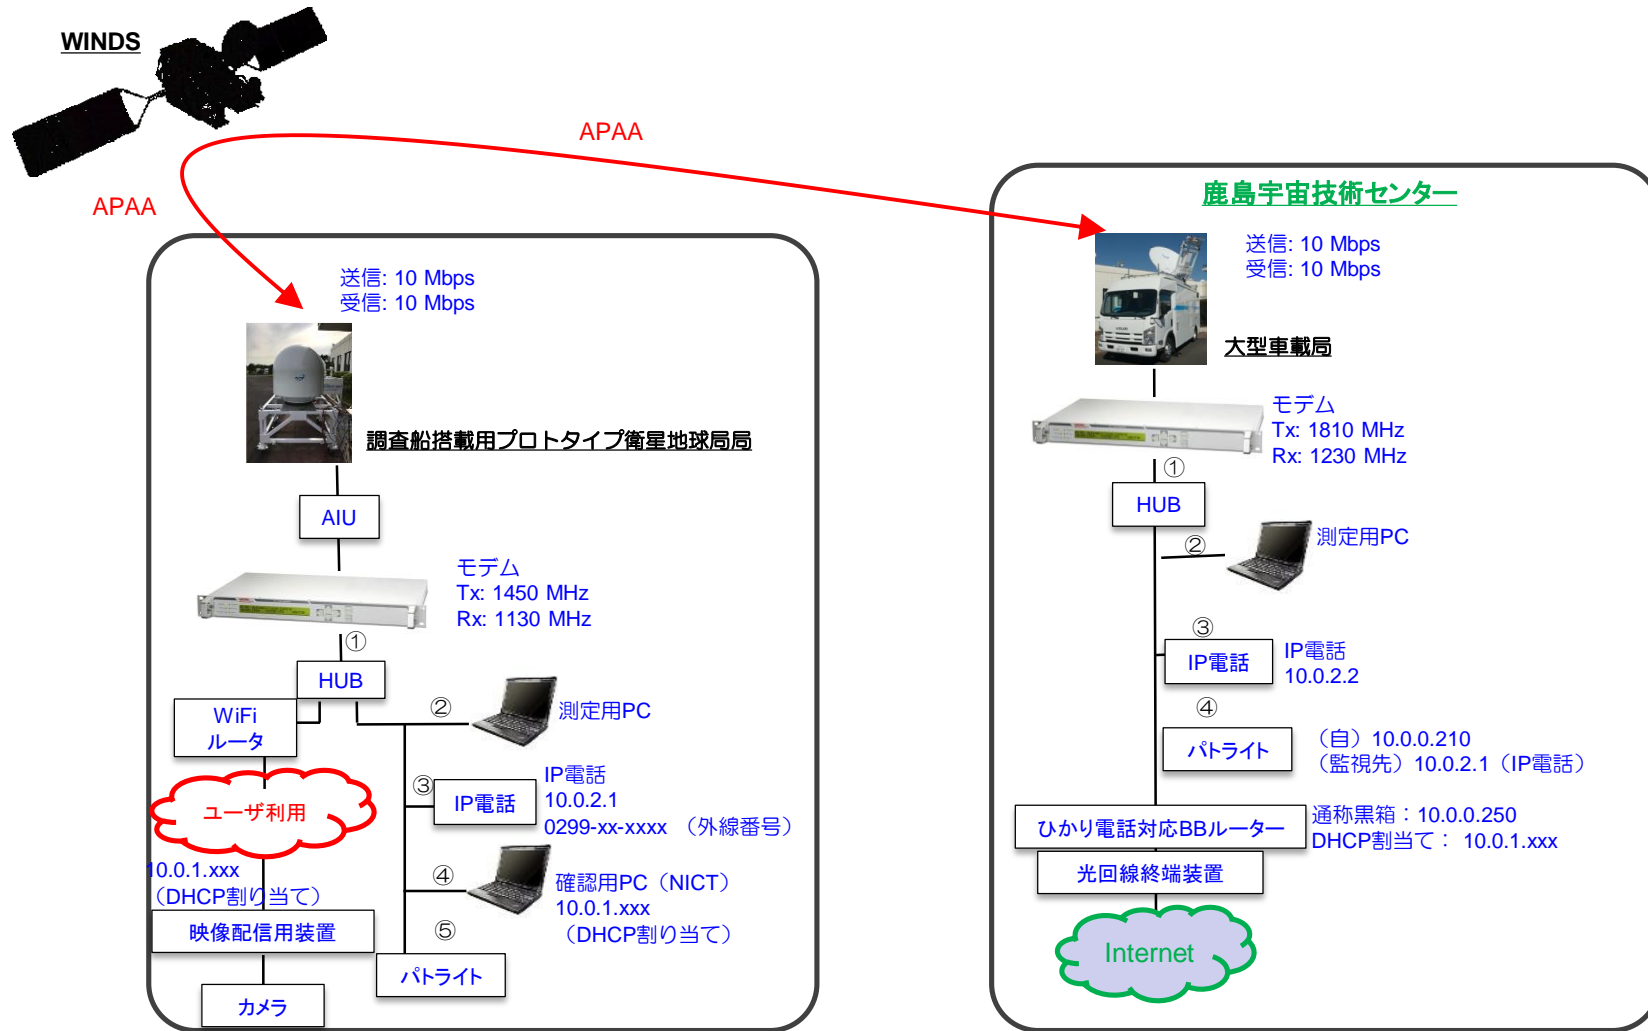 WINDS
APAA
APAA
送信: 10 Mbps
受信: 10 Mbps
調査船搭載用プロトタイプ衛星地球局局
AIU
モデム
Tx: 1450 MHz
Rx: 1130 MHz
①
HUB
WiFi
ルータ
②
測定用PC
ユーザ利用
③
IP電話
IP電話
10.0.2.1
0299-xx-xxxx （外線番号）
10.0.1.xxx
（DHCP割り当て）
④
確認用PC（NICT）
10.0.1.xxx
（DHCP割り当て）
映像配信用装置
⑤
パトライト
カメラ
鹿島宇宙技術センター
送信: 10 Mbps
受信: 10 Mbps
大型車載局
モデム
Tx: 1810 MHz
Rx: 1230 MHz
①
HUB
②
測定用PC
③
IP電話
IP電話
10.0.2.2
④
パトライト
（自）10.0.0.210
（監視先）10.0.2.1（IP電話）
ひかり電話対応BBルーター
通称黒箱：10.0.0.250
DHCP割当て： 10.0.1.xxx
光回線終端装置
Internet